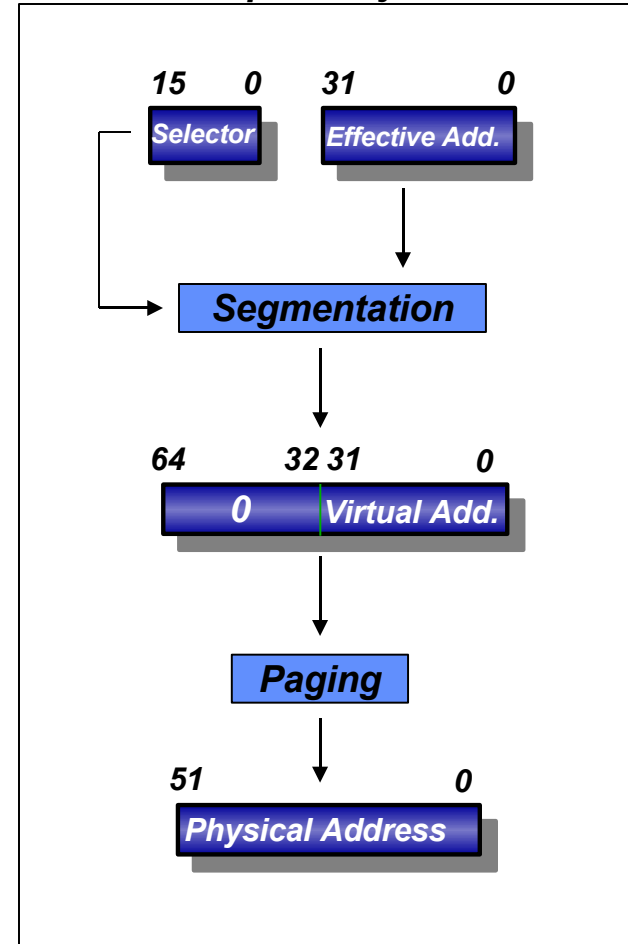 15 0 31 0
Selector Effective Add.
Segmentation
64 32 31 0
0 Virtual Add.
Paging
51 0
Physical Address